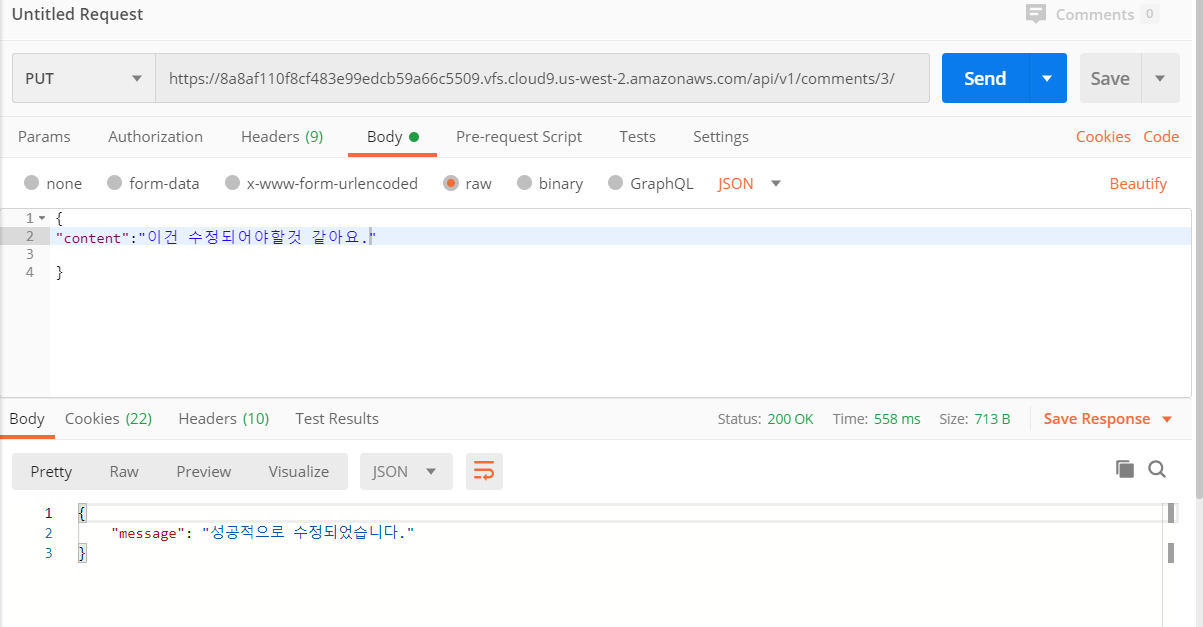 Untitled Request
Comments 0
PUT https://8a8af110f8cf483e99edcb59a66c5509.vfs.cloud9.us-west-2.amazonaws.com/api/v1/comments/3/ Send Save
Params Authorization Headers (9) Body Pre-request Script Tests Settings Cookies Code
none form-data x-www-form-urlencoded raw binary GraphQL JSON Beautify
1 {
2 "content":"이건 수정되어야할것 같아요."
3
4 }
Body Cookies (22) Headers (10) Test Results Status: 200 OK Time: 558 ms Size: 713 B Save Response
Pretty Raw Preview Visualize JSON
1 {
2 "message": "성공적으로 수정되었습니다."
3 }